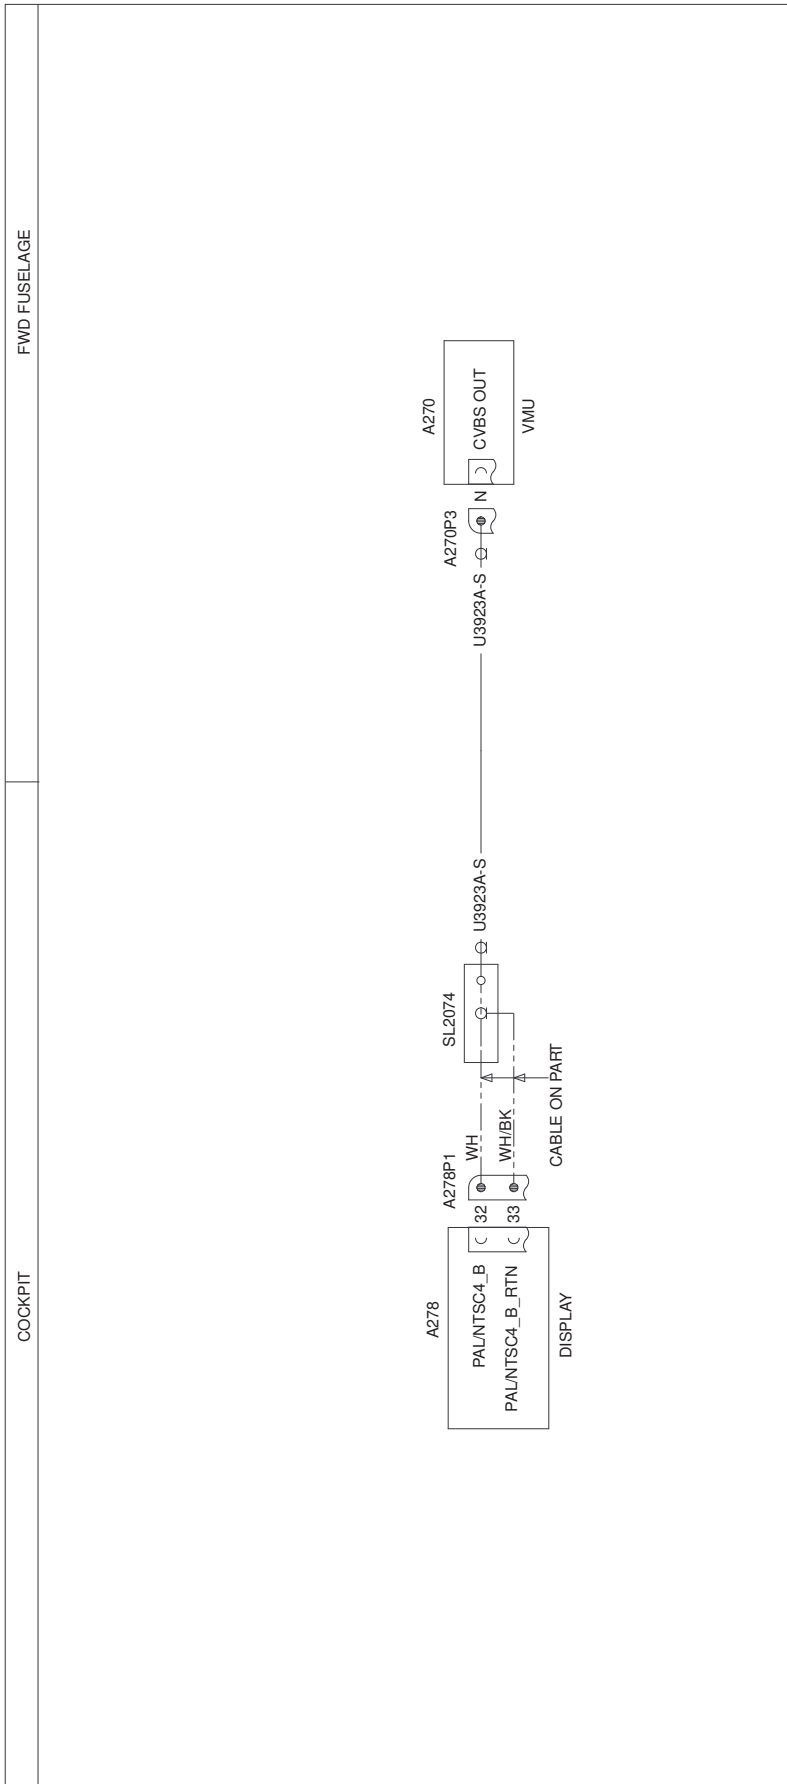 COCKPIT
FWD FUSELAGE
A278
PAL/NTSC4_B
PAL/NTSC4_B_RTN
DISPLAY
32
33
A278P1
WH
WH/BK
CABLE ON PART
SL2074
U3923A-S
U3923A-S
A270P3
N
A270
CVBS OUT
VMU